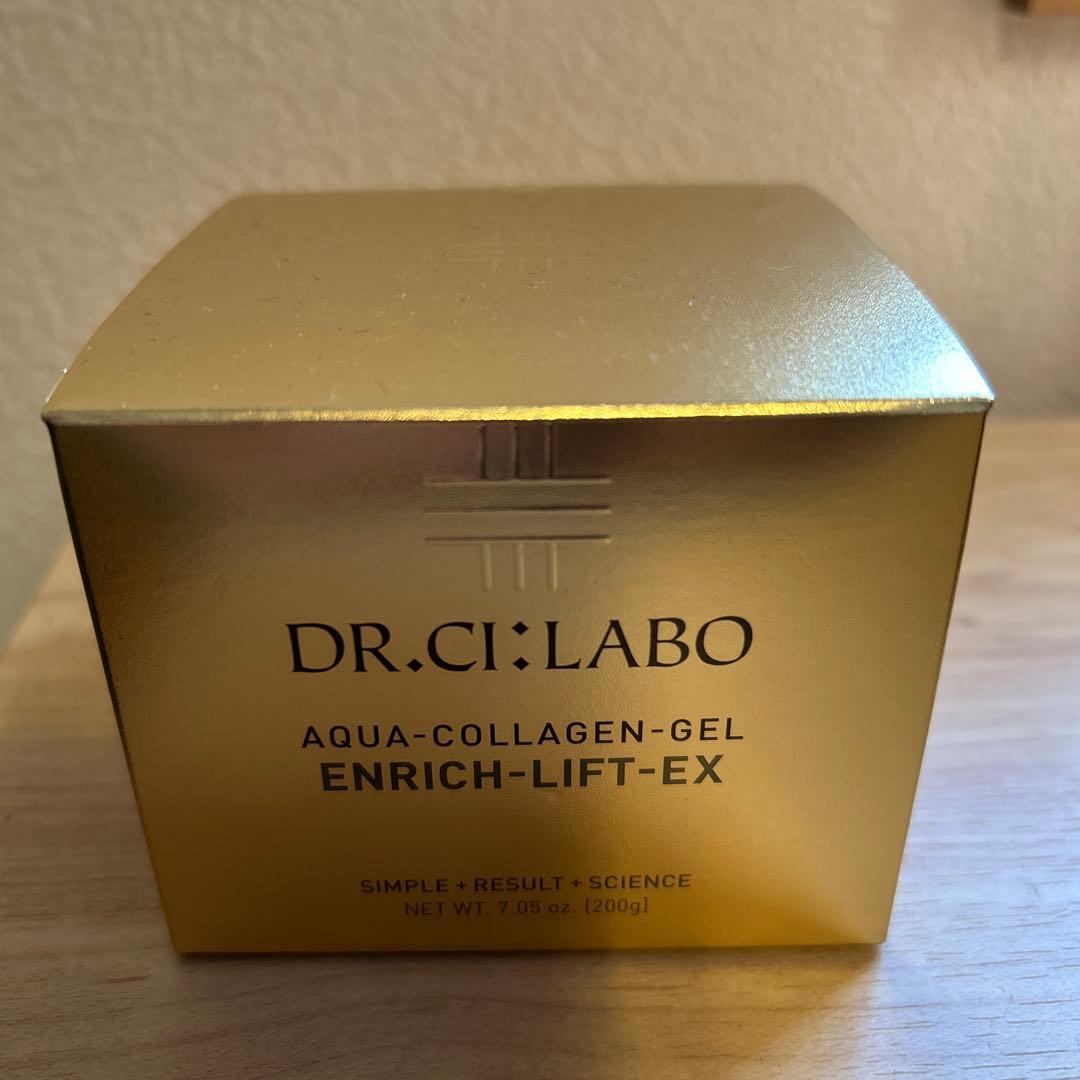 DR.CI:LABO
AQUA-COLLAGEN-GEL
ENRICH-LIFT-EX
SIMPLE + RESULT + SCIENCE
NET WT. 7.05 oz. [200g]